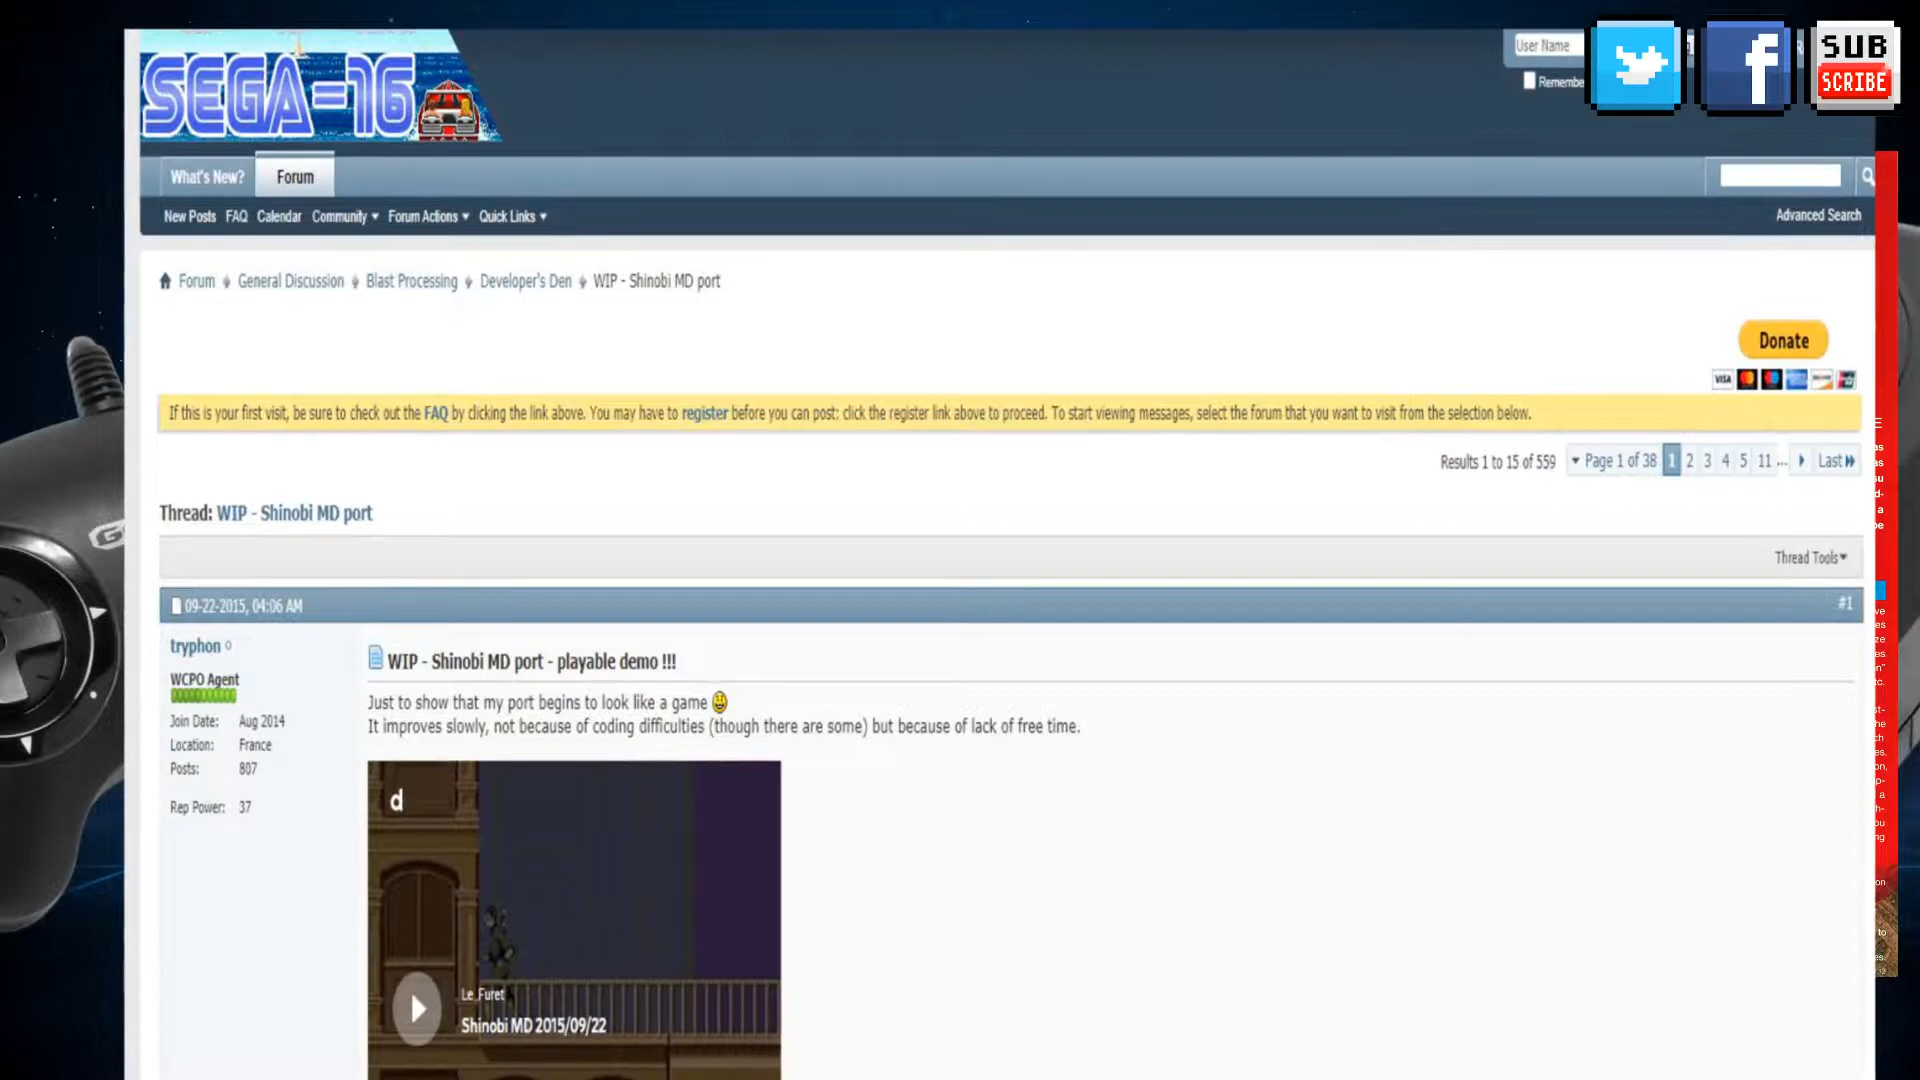 SEGA-16
User Name
Remembe
SUB
SCRIBE
What's New?
Forum
New Posts FAQ Calendar Community Forum Actions Quick Links
Advanced Search
Forum General Discussion Blast Processing Developer's Den WIP - Shinobi MD port
Donate
VISA
If this is your first visit, be sure to check out the FAQ by clicking the link above. You may have to register before you can post: click the register link above to proceed. To start viewing messages, select the forum that you want to visit from the selection below.
Results 1 to 15 of 559 Page 1 of 38 1 2 3 4 5 11 ... Last
Thread: WIP - Shinobi MD port
Thread Tools
09-22-2015, 04:06 AM
#1
tryphon
WCPO Agent
Join Date: Aug 2014
Location: France
Posts: 807
Rep Power: 37
WIP - Shinobi MD port - playable demo !!!
Just to show that my port begins to look like a game
It improves slowly, not because of coding difficulties (though there are some) but because of lack of free time.
d
Le Furet
Shinobi MD 2015/09/22